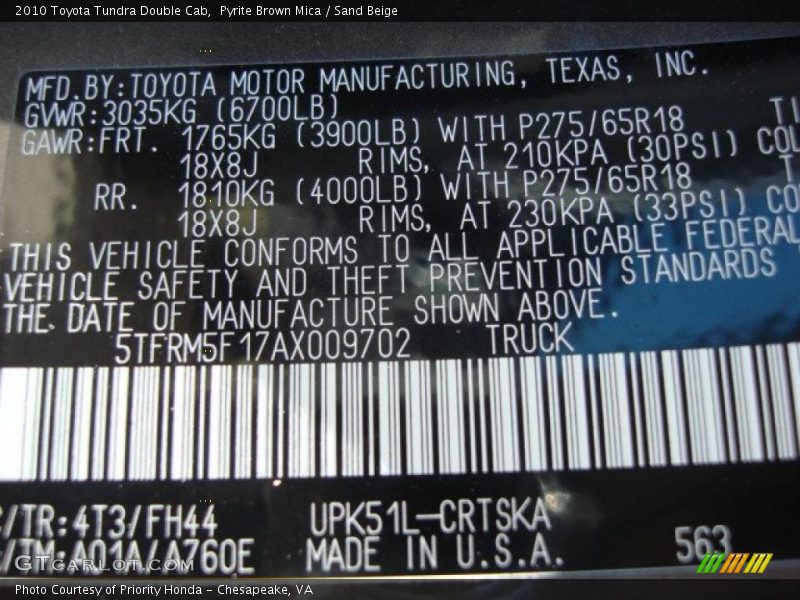 2010 Toyota Tundra Double Cab,  Pyrite Brown Mica / Sand Beige
MFD.BY:TOYOTA MOTOR MANUFACTURING, TEXAS, INC.
GVWR:3035KG (6700LB)
GAWR:FRT. 1765KG (3900LB) WITH P275/65R18 TI
18X8J RIMS, AT 210KPA (30PSI) COL
RR. 1810KG (4000LB) WITH P275/65R18 T
18X8J RIMS, AT 230KPA (33PSI) CO
THIS VEHICLE CONFORMS TO ALL APPLICABLE FEDERAL
VEHICLE SAFETY AND THEFT PREVENTION STANDARDS
THE DATE OF MANUFACTURE SHOWN ABOVE.
5TFRM5F17AX009702 TRUCK
/TR:4T3/FH44 UPK51L-CRTSKA
/TM:A01A/A760E MADE IN U.S.A. 563
GTCarLot.com
Photo Courtesy of Priority Honda - Chesapeake, VA